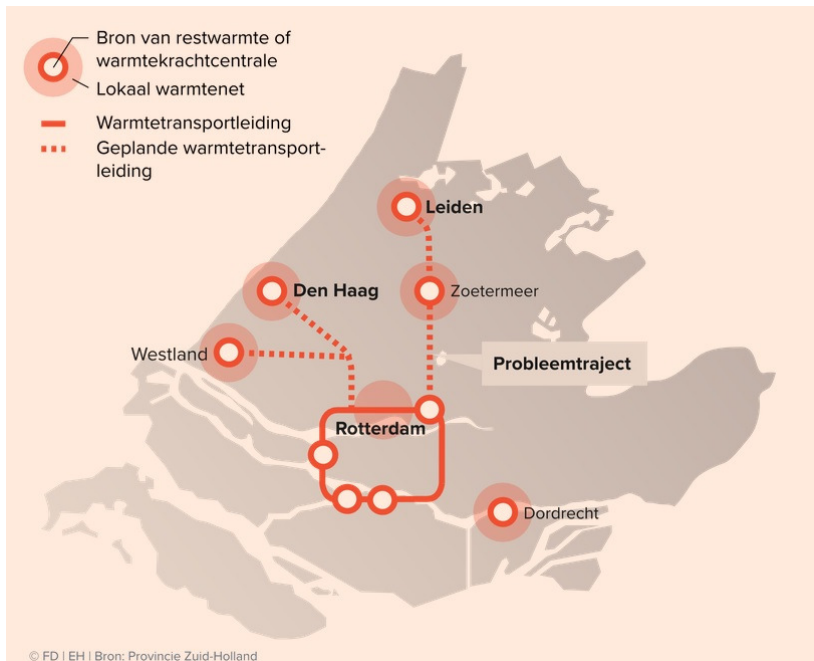 Bron van restwarmte of
warmtekrachtcentrale
Lokaal warmtenet
Warmtetransportleiding
Geplande warmtetransport-
leiding
Leiden
Den Haag
Zoetermeer
Westland
Probleemtraject
Rotterdam
Dordrecht
© FD | EH | Bron: Provincie Zuid-Holland